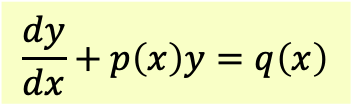 dy/dx + p(x)y = q(x)